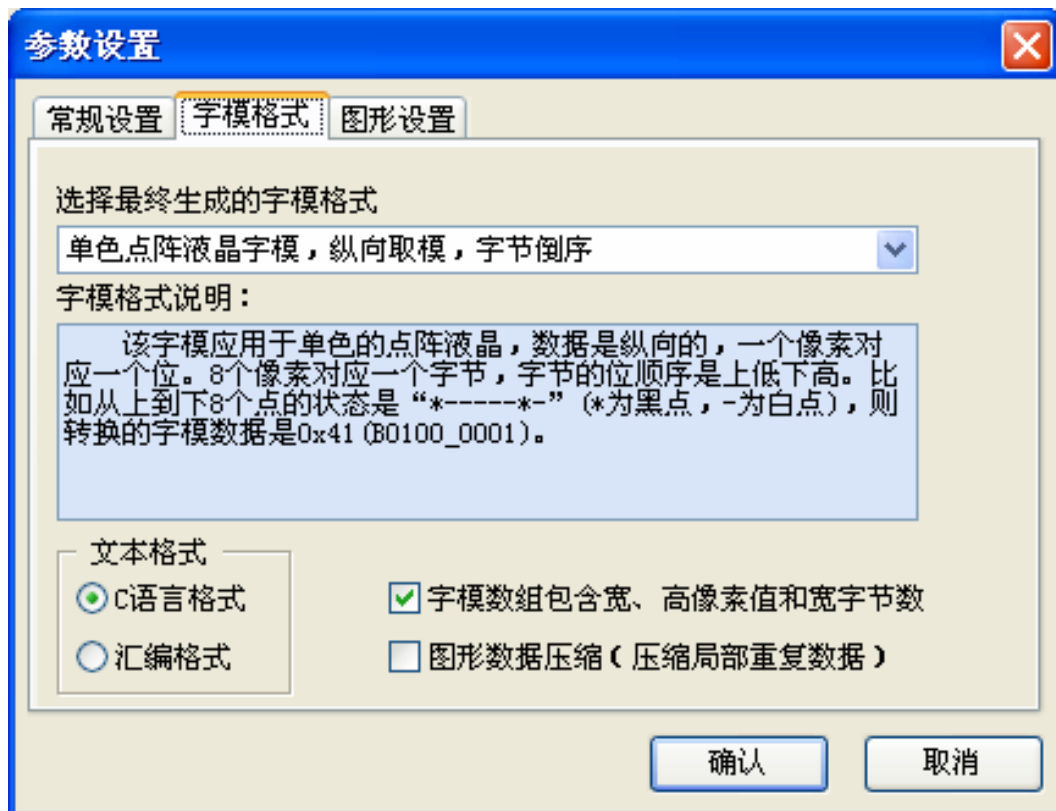 参数设置
常规设置 字模格式 图形设置
选择最终生成的字模格式
单色点阵液晶字模，纵向取模，字节倒序
字模格式说明：
该字模应用于单色的点阵液晶，数据是纵向的，一个像素对
应一个位。8个像素对应一个字节，字节的位顺序是上低下高。比
如从上到下8个点的状态是“*-----*-”（*为黑点，-为白点），则
转换的字模数据是0x41(B0100_0001)。
文本格式
C语言格式 字模数组包含宽、高像素值和宽字节数
汇编格式 图形数据压缩（压缩局部重复数据）
确认 取消